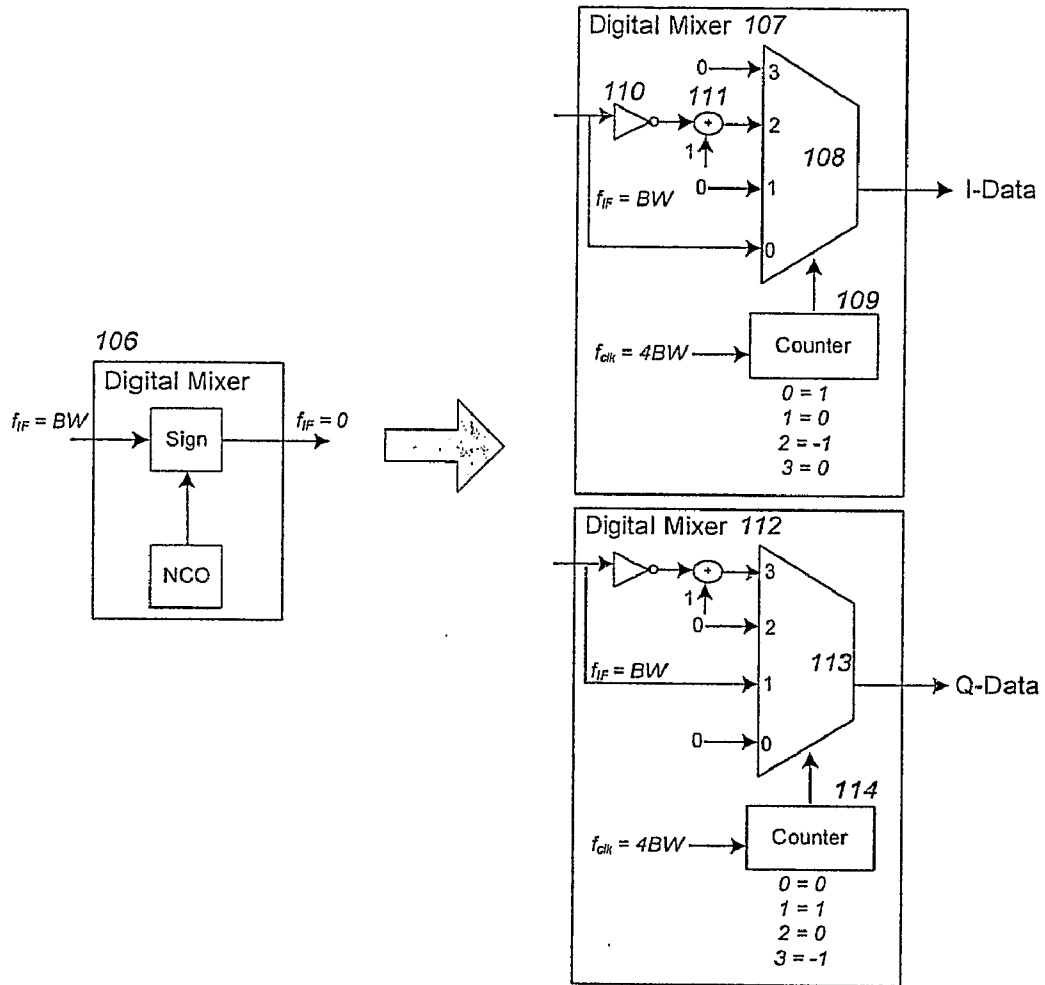 106
Digital Mixer
f_IF = BW
Sign
f_IF = 0
NCO
Digital Mixer 107
0
3
110
111
2
1
108
0
1
I-Data
f_IF = BW
0
109
f_clk = 4BW
Counter
0 = 1
1 = 0
2 = -1
3 = 0
Digital Mixer 112
3
1
0
2
113
f_IF = BW
1
Q-Data
0
0
114
f_clk = 4BW
Counter
0 = 0
1 = 1
2 = 0
3 = -1